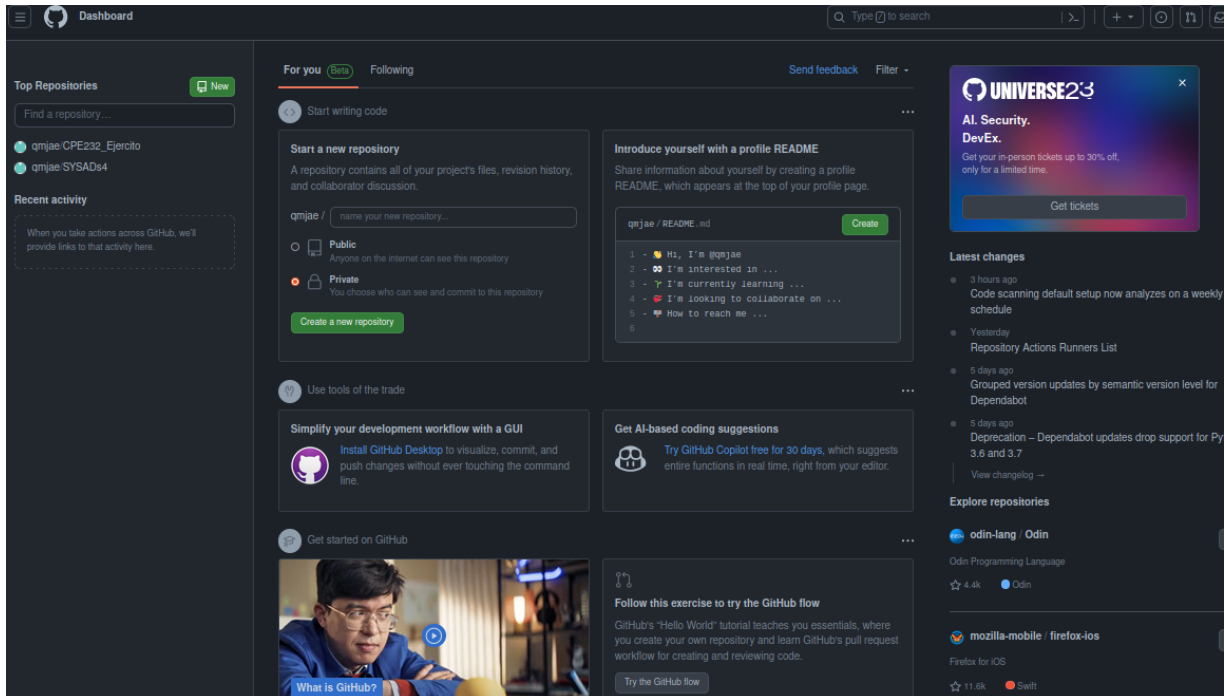 Dashboard
Type / to search
Top Repositories
New
Find a repository...
qmjae/CPE232_Ejercito
qmjae/SYSADs4
Recent activity
When you take actions across GitHub, we'll
provide links to that activity here.
For you Beta Following
Send feedback Filter
Start writing code
Start a new repository
A repository contains all of your project's files, revision history,
and collaborator discussion.
qmjae / name your new repository...
Public
Anyone on the internet can see this repository
Private
You choose who can see and commit to this repository
Create a new repository
Introduce yourself with a profile README
Share information about yourself by creating a profile
README, which appears at the top of your profile page.
qmjae/README.md
Create
1 - 👋 Hi, I'm @qmjae
2 - 👀 I'm interested in ...
3 - 🌱 I'm currently learning ...
4 - 💞️ I'm looking to collaborate on ...
5 - 📫 How to reach me ...
6
Use tools of the trade
Simplify your development workflow with a GUI
Install GitHub Desktop to visualize, commit, and
push changes without ever touching the command
line.
Get AI-based coding suggestions
Try GitHub Copilot free for 30 days, which suggests
entire functions in real time, right from your editor.
Get started on GitHub
What is GitHub?
Follow this exercise to try the GitHub flow
GitHub's "Hello World" tutorial teaches you essentials, where
you create your own repository and learn GitHub's pull request
workflow for creating and reviewing code.
Try the GitHub flow
UNIVERSE23
AI. Security.
DevEx.
Get your in-person tickets up to 30% off,
only for a limited time.
Get tickets
Latest changes
3 hours ago
Code scanning default setup now analyzes on a weekly
schedule
Yesterday
Repository Actions Runners List
5 days ago
Grouped version updates by semantic version level for
Dependabot
5 days ago
Deprecation – Dependabot updates drop support for Py
3.6 and 3.7
View changelog →
Explore repositories
odin-lang / Odin
Odin Programming Language
4.4k Odin
mozilla-mobile / firefox-ios
Firefox for iOS
11.6k Swift